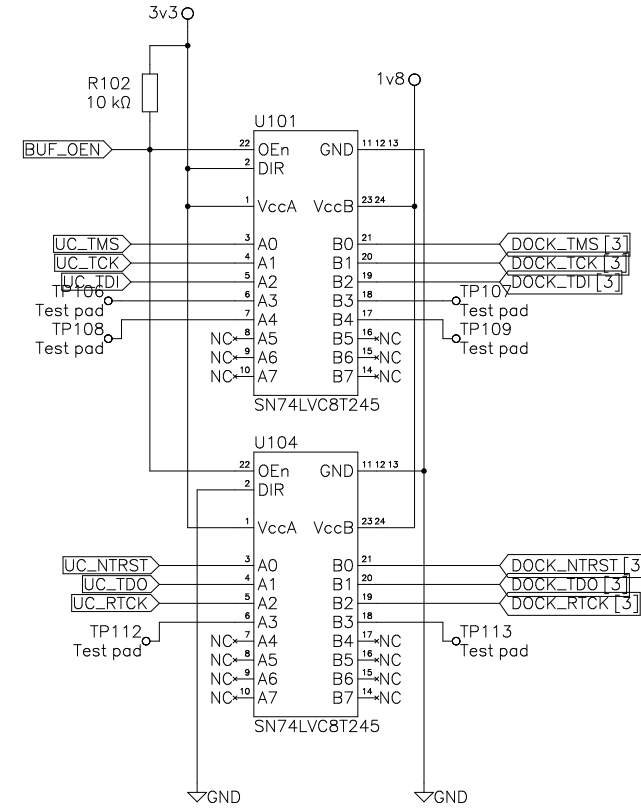 3v3
1v8
R102
10 kΩ
U101
BUF_OEN
22 OEn GND 11 12 13
2 DIR
1 VccA VccB 23 24
UC_TMS 3 A0 B0 21 DOCK_TMS [3]
UC_TCK 4 A1 B1 20 DOCK_TCK [3]
UC_TDI 5 A2 B2 19 DOCK_TDI [3]
TP106 6 A3 B3 18 TP107
Test pad Test pad
TP108 7 A4 B4 17 TP109
Test pad Test pad
NC 8 A5 B5 16 NC
NC 9 A6 B6 15 NC
NC 10 A7 B7 14 NC
SN74LVC8T245
U104
22 OEn GND 11 12 13
2 DIR
1 VccA VccB 23 24
UC_NTRST 3 A0 B0 21 DOCK_NTRST [3
UC_TDO 4 A1 B1 20 DOCK_TDO [3]
UC_RTCK 5 A2 B2 19 DOCK_RTCK [3]
TP112 6 A3 B3 18 TP113
Test pad Test pad
NC 7 A4 B4 17 NC
NC 8 A5 B5 16 NC
NC 9 A6 B6 15 NC
NC 10 A7 B7 14 NC
SN74LVC8T245
GND GND